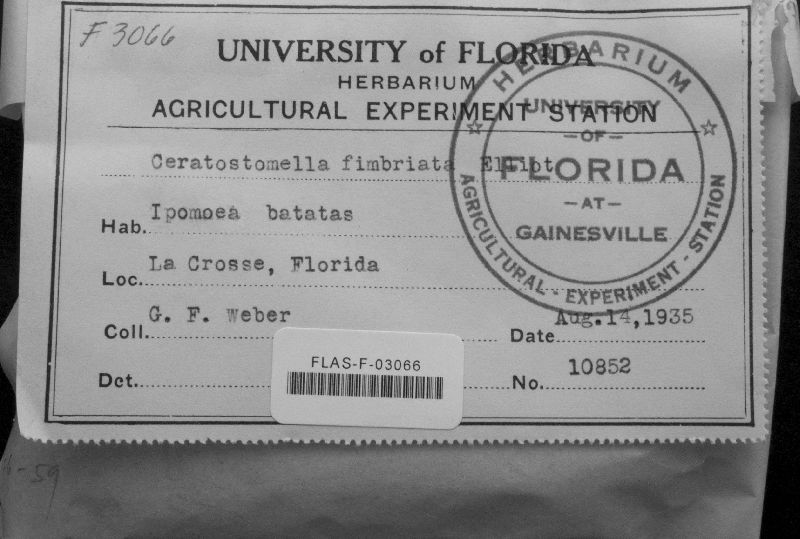 F 3066
UNIVERSITY of FLORIDA
HERBARIUM
AGRICULTURAL EXPERIMENT STATION
Ceratostomella fimbriata Elliot
Hab. Ipomoea batatas
Loc. La Crosse, Florida
Coll. G. F. Weber
Date Aug.14,1935
Det.
No. 10852
FLAS-F-03066
HERBARIUM
UNIVERSITY
-OF-
FLORIDA
-AT-
GAINESVILLE
AGRICULTURAL - EXPERIMENT - STATION